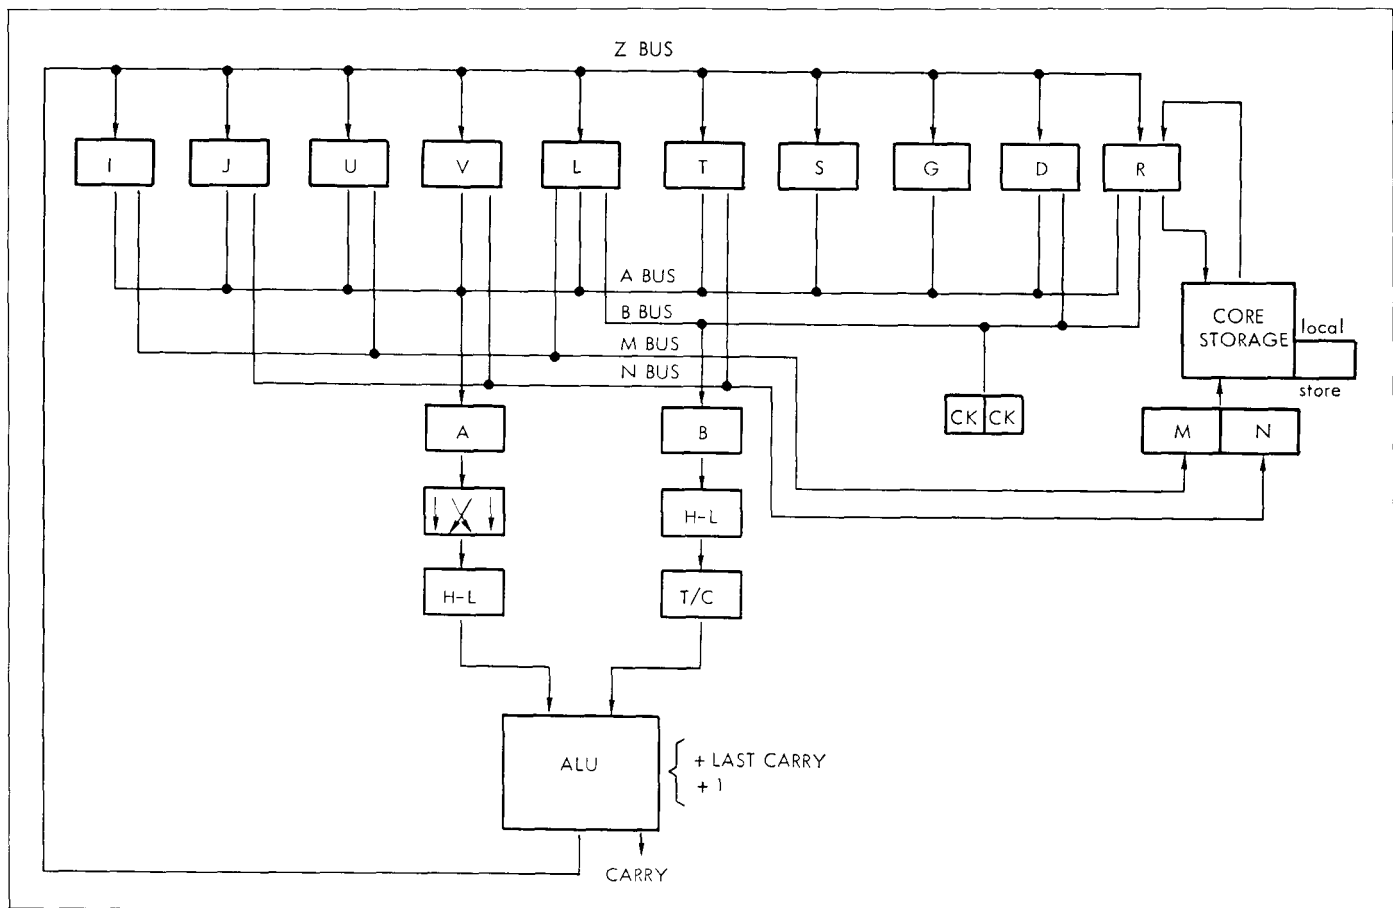 Z BUS
I J U V L T S G D R
A BUS
B BUS
M BUS
N BUS
CORE
STORAGE
local
store
CK CK
M N
A B
H-L
H-L T/C
ALU
+ LAST CARRY
+ 1
CARRY